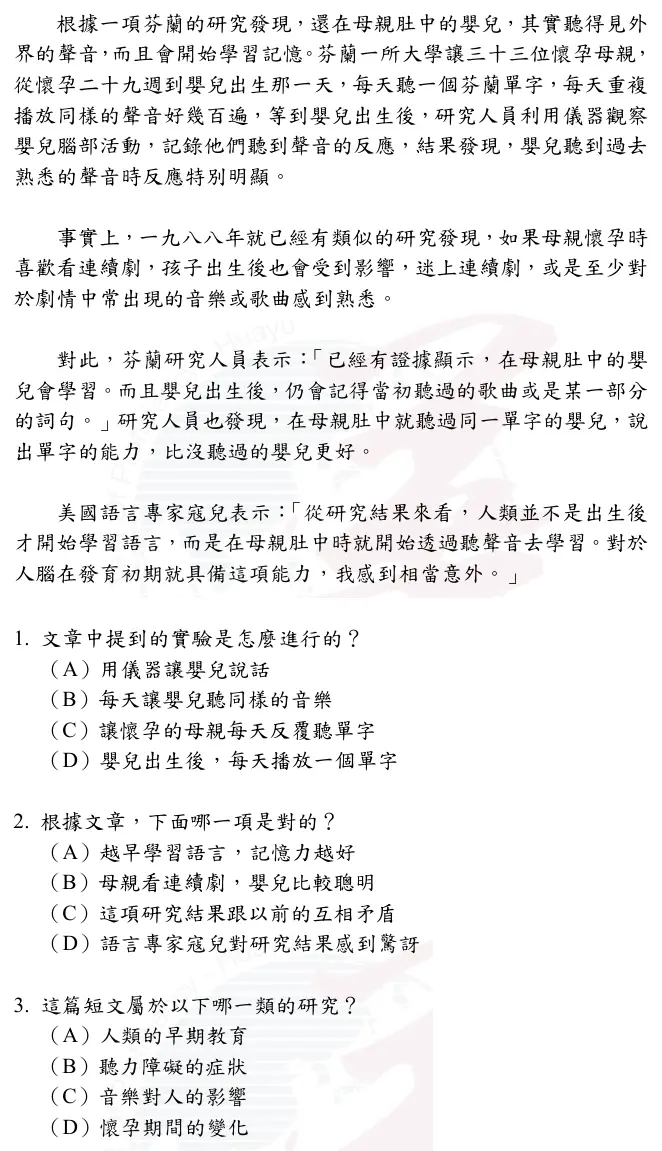 根據一項芬蘭的研究發現，還在母親肚中的嬰兒，其實聽得見外
界的聲音，而且會開始學習記憶。芬蘭一所大學讓三十三位懷孕母親，
從懷孕二十九週到嬰兒出生那一天，每天聽一個芬蘭單字，每天重複
播放同樣的聲音好幾百遍，等到嬰兒出生後，研究人員利用儀器觀察
嬰兒腦部活動，記錄他們聽到聲音的反應，結果發現，嬰兒聽到過去
熟悉的聲音時反應特別明顯。
事實上，一九八八年就已經有類似的研究發現，如果母親懷孕時
喜歡看連續劇，孩子出生後也會受到影響，迷上連續劇，或是至少對
於劇情中常出現的音樂或歌曲感到熟悉。
對此，芬蘭研究人員表示：「已經有證據顯示，在母親肚中的嬰
兒會學習。而且嬰兒出生後，仍會記得當初聽過的歌曲或是某一部分
的詞句。」研究人員也發現，在母親肚中就聽過同一單字的嬰兒，說
出單字的能力，比沒聽過的嬰兒更好。
美國語言專家寇兒表示：「從研究結果來看，人類並不是出生後
才開始學習語言，而是在母親肚中時就開始透過聽聲音去學習。對於
人腦在發育初期就具備這項能力，我感到相當意外。」
1. 文章中提到的實驗是怎麼進行的？
（A）用儀器讓嬰兒說話
（B）每天讓嬰兒聽同樣的音樂
（C）讓懷孕的母親每天反覆聽單字
（D）嬰兒出生後，每天播放一個單字
2. 根據文章，下面哪一項是對的？
（A）越早學習語言，記憶力越好
（B）母親看連續劇，嬰兒比較聰明
（C）這項研究結果跟以前的互相矛盾
（D）語言專家寇兒對研究結果感到驚訝
3. 這篇短文屬於以下哪一類的研究？
（A）人類的早期教育
（B）聽力障礙的症狀
（C）音樂對人的影響
（D）懷孕期間的變化